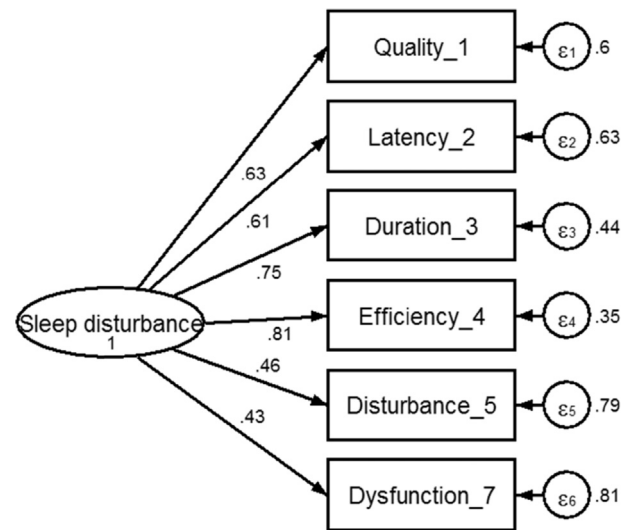 Quality_1
ε1 .6
.63
Latency_2
ε2 .63
.61
Duration_3
ε3 .44
.75
Sleep disturbance
1
Efficiency_4
ε4 .35
.81
.46
Disturbance_5
ε5 .79
.43
Dysfunction_7
ε6 .81